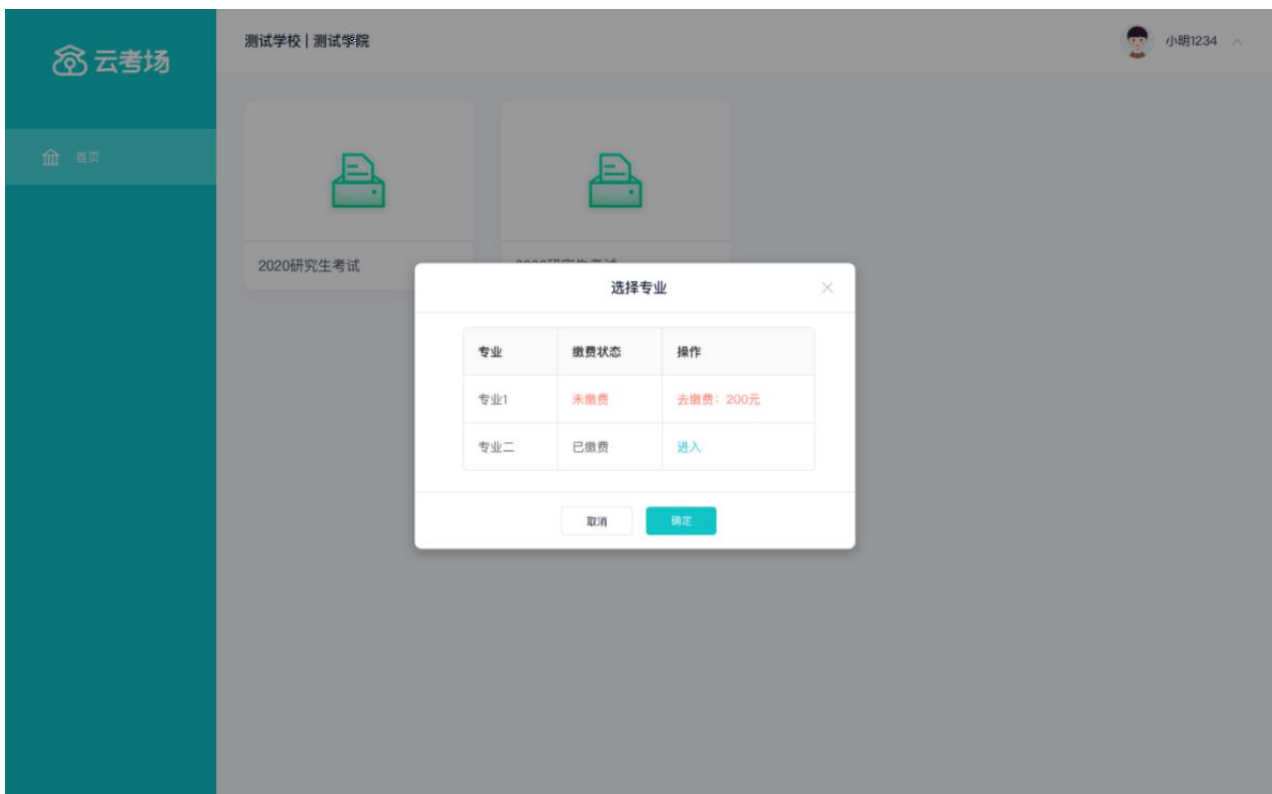 云考场
测试学校 | 测试学院
小明1234
首页
2020研究生考试
选择专业
专业 缴费状态 操作
专业1 未缴费 去缴费：200元
专业二 已缴费 进入
取消 确定